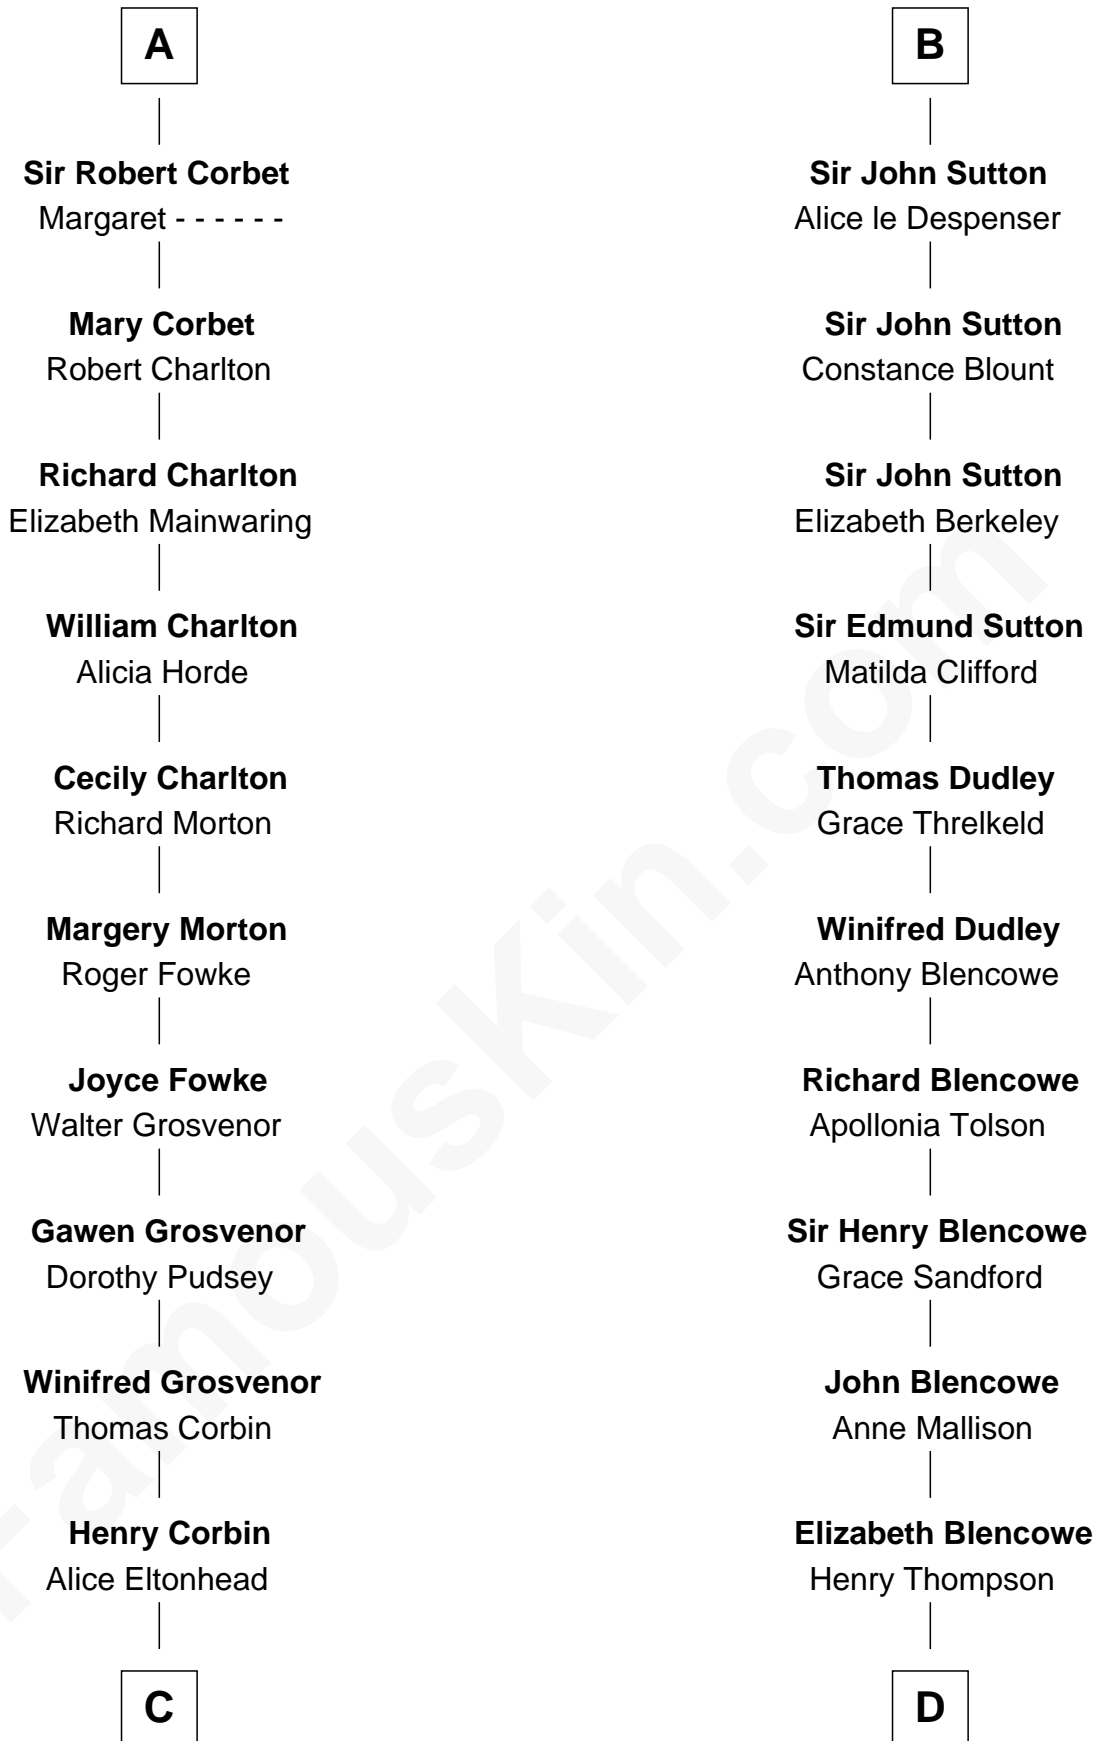 A
Sir Robert Corbet
Margaret - - - - - -
Mary Corbet
Robert Charlton
Richard Charlton
Elizabeth Mainwaring
William Charlton
Alicia Horde
Cecily Charlton
Richard Morton
Margery Morton
Roger Fowke
Joyce Fowke
Walter Grosvenor
Gawen Grosvenor
Dorothy Pudsey
Winifred Grosvenor
Thomas Corbin
Henry Corbin
Alice Eltonhead
C
B
Sir John Sutton
Alice le Despenser
Sir John Sutton
Constance Blount
Sir John Sutton
Elizabeth Berkeley
Sir Edmund Sutton
Matilda Clifford
Thomas Dudley
Grace Threlkeld
Winifred Dudley
Anthony Blencowe
Richard Blencowe
Apollonia Tolson
Sir Henry Blencowe
Grace Sandford
John Blencowe
Anne Mallison
Elizabeth Blencowe
Henry Thompson
D
FamousKin.com